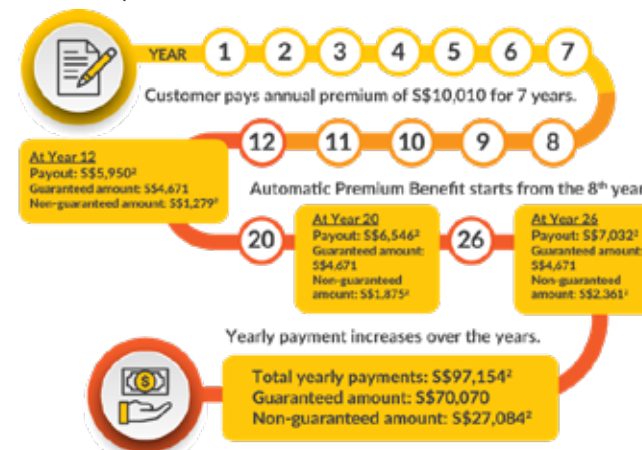 YEAR 1 2 3 4 5 6 7
Customer pays annual premium of S$10,010 for 7 years.
12 11 10 9 8
At Year 12
Payout: S$5,950²
Guaranteed amount: S$4,671
Non-guaranteed amount: S$1,279²
Automatic Premium Benefit starts from the 8th year
20
At Year 20
Payout: S$6,546²
Guaranteed amount:
S$4,671
Non-guaranteed
amount: S$1,875²
26
At Year 26
Payout: S$7,032²
Guaranteed amount:
S$4,671
Non-guaranteed
amount: S$2,361²
Yearly payment increases over the years.
Total yearly payments: S$97,154²
Guaranteed amount: S$70,070
Non-guaranteed amount: S$27,084²